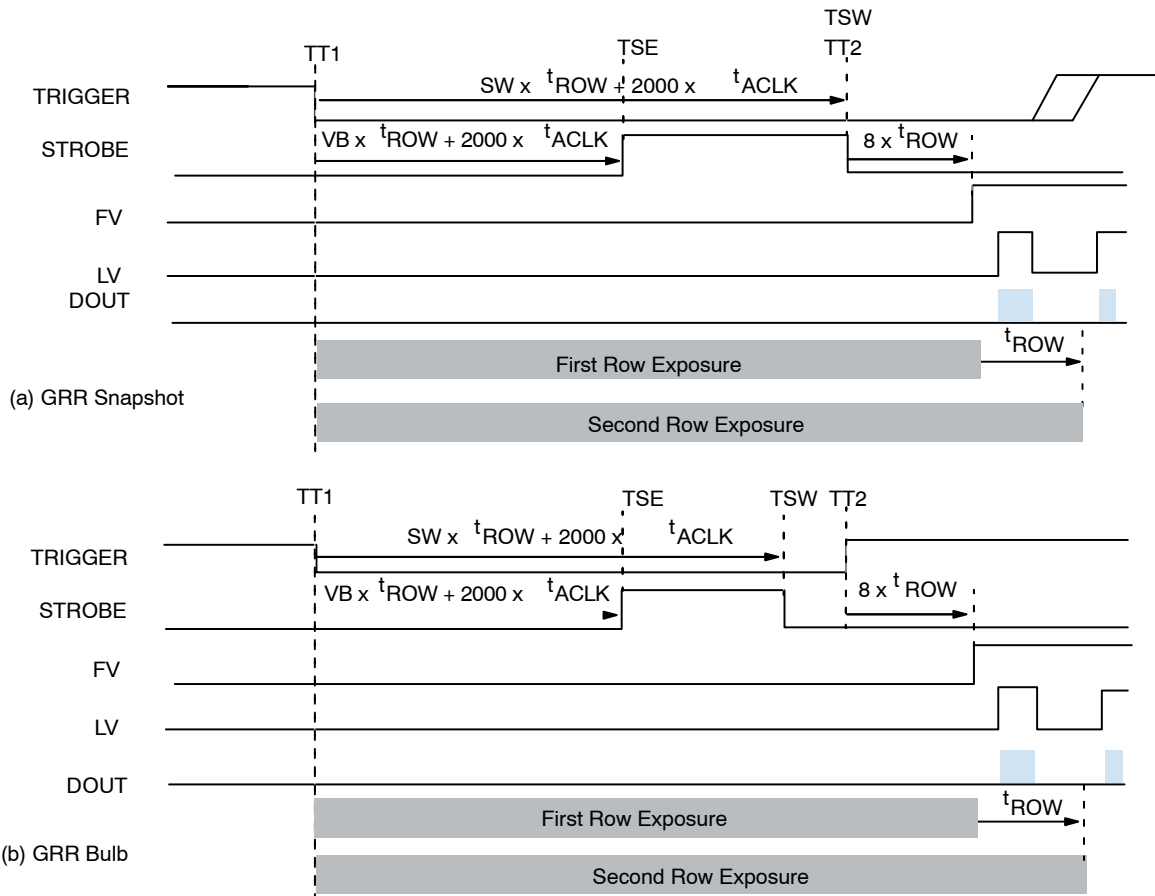 TSW
TT1 TSE TT2
SW x tROW + 2000 x tACLK
TRIGGER
VB x tROW + 2000 x tACLK 8 x tROW
STROBE
FV
LV
DOUT
tROW
First Row Exposure
(a) GRR Snapshot
Second Row Exposure
TT1 TSE TSW TT2
SW x tROW + 2000 x tACLK
TRIGGER
VB x tROW + 2000 x tACLK 8 x tROW
STROBE
FV
LV
DOUT
tROW
First Row Exposure
(b) GRR Bulb
Second Row Exposure